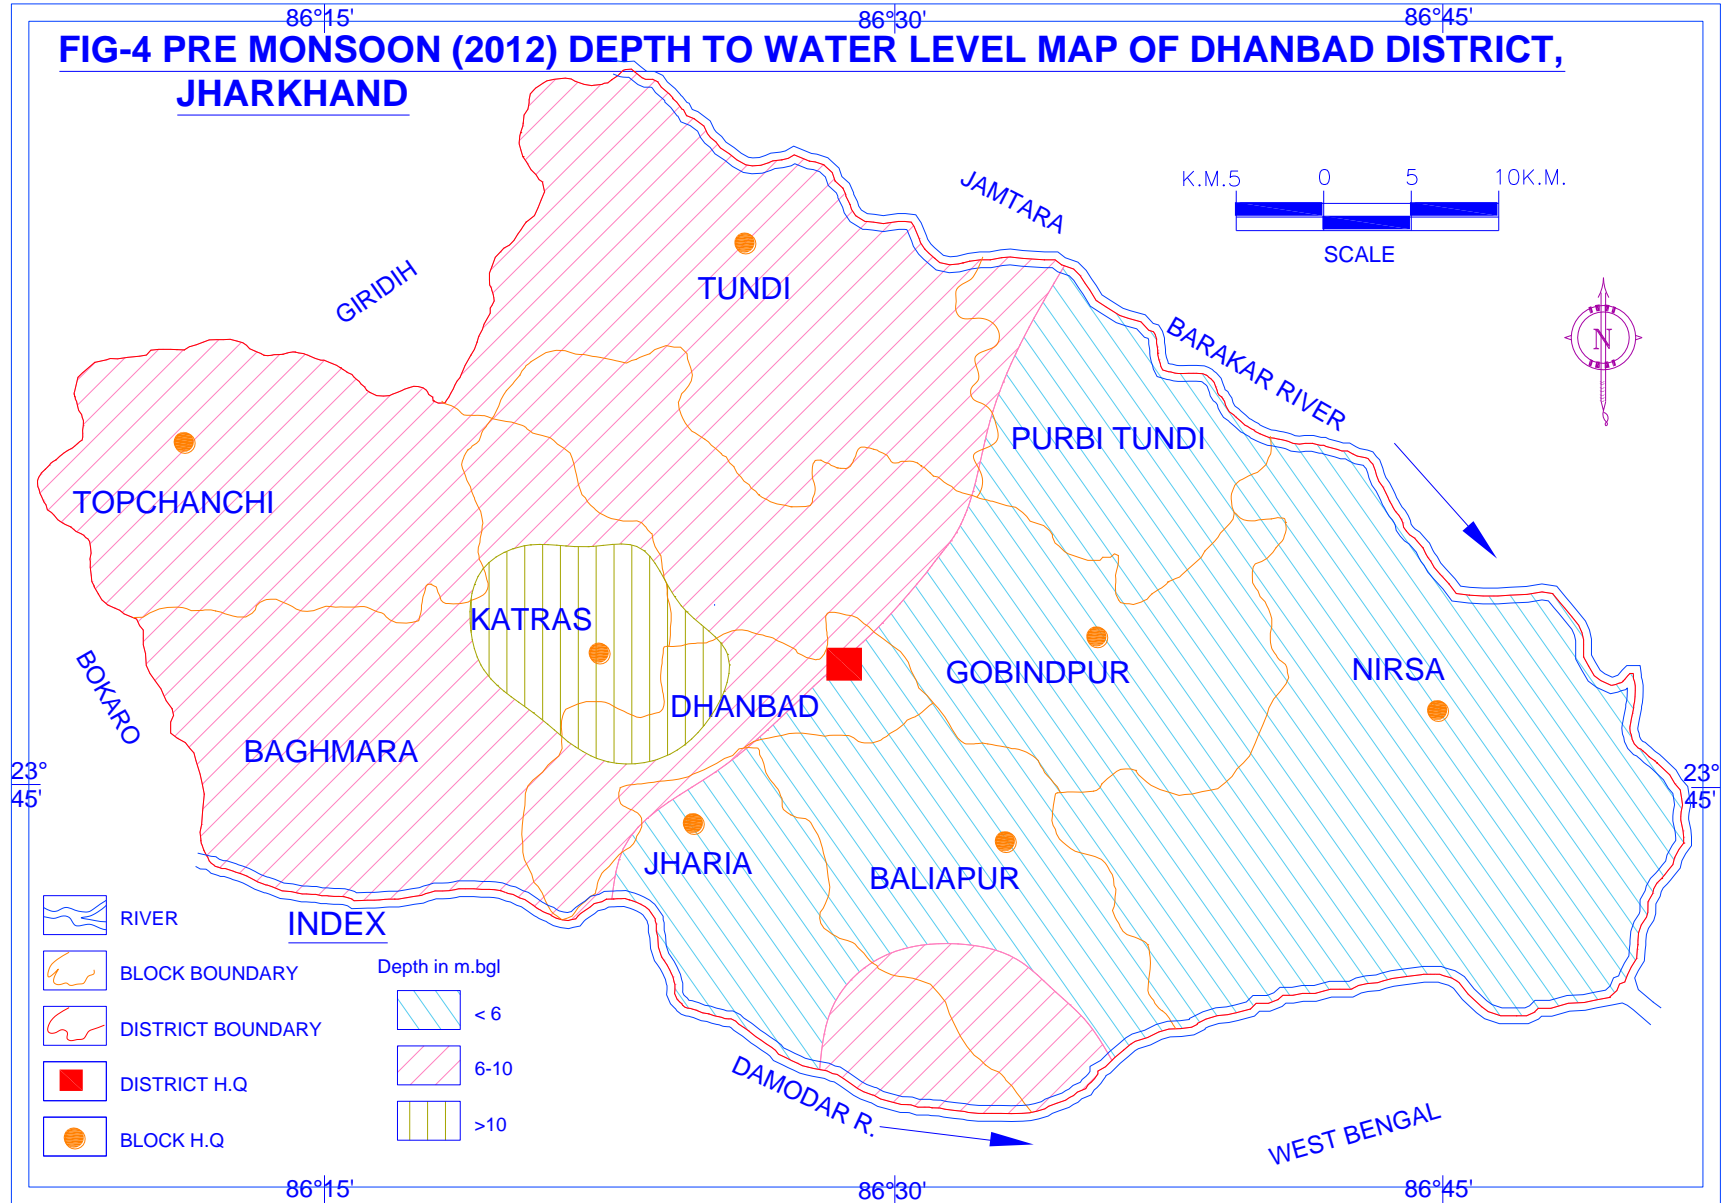 86°15'
86°30'
86°45'
FIG-4 PRE MONSOON (2012) DEPTH TO WATER LEVEL MAP OF DHANBAD DISTRICT,
JHARKHAND
JAMTARA
K.M.5 0 5 10K.M.
SCALE
GIRIDIH
TUNDI
BARAKAR RIVER
N
PURBI TUNDI
TOPCHANCHI
KATRAS
GOBINDPUR
NIRSA
BOKARO
DHANBAD
BAGHMARA
23°
45'
23°
45'
JHARIA
BALIAPUR
INDEX
RIVER
BLOCK BOUNDARY
DISTRICT BOUNDARY
DISTRICT H.Q
BLOCK H.Q
Depth in m.bgl
< 6
6-10
>10
DAMODAR R.
WEST BENGAL
86°15'
86°30'
86°45'